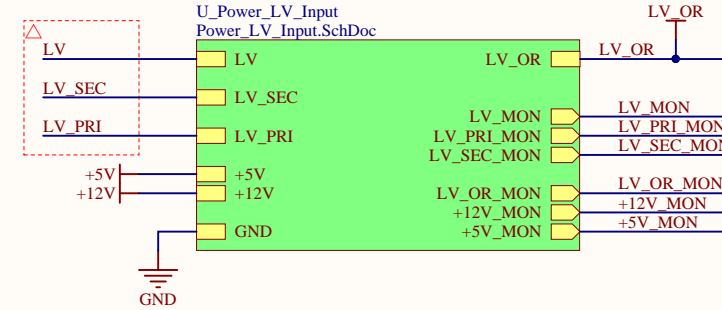 U_Power_LV_Input
Power_LV_Input.SchDoc
LV_OR
LV
LV
LV_OR
LV_OR
LV_SEC
LV_SEC
LV_MON
LV_MON
LV_PRI
LV_PRI
LV_PRI_MON
LV_PRI_MON
LV_SEC_MON
LV_SEC_MON
+5V
+5V
+12V
+12V
LV_OR_MON
LV_OR_MON
+12V_MON
+12V_MON
GND
+5V_MON
+5V_MON
GND